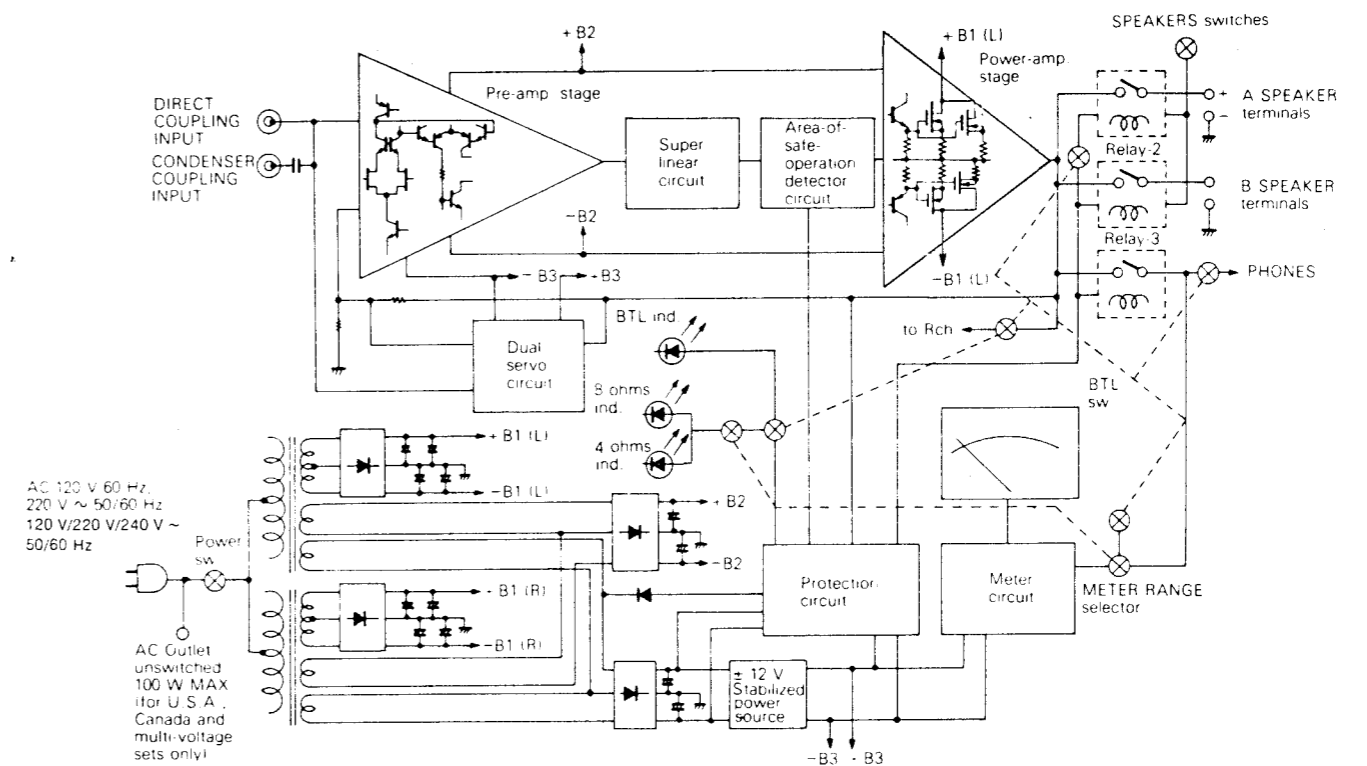 SPEAKERS switches
+ B2
+ B1 (L)
Power-amp.
stage
Pre-amp stage
DIRECT
COUPLING
INPUT
CONDENSER
COUPLING
INPUT
Super
linear
circuit
Area-of-
safe-
operation
detector
circuit
+
−
A SPEAKER
terminals
Relay-2
B SPEAKER
terminals
Relay-3
−B2
−B3
+B3
−B1 (L)
PHONES
to Rch
BTL ind.
Dual
servo
circuit
8 ohms
ind.
4 ohms
ind.
BTL
sw
+ B1 (L)
−B1 (L)
AC 120 V 60 Hz,
220 V ~ 50/60 Hz
120 V/220 V/240 V ~
50/60 Hz
Power
sw
+ B2
− B2
Protection
circuit
Meter
circuit
METER RANGE
selector
- B1 (R)
−B1 (R)
AC Outlet
unswitched
100 W MAX
(for U.S.A.,
Canada and
multi-voltage
sets only)
± 12 V
Stabilized
power
source
−B3
- B3